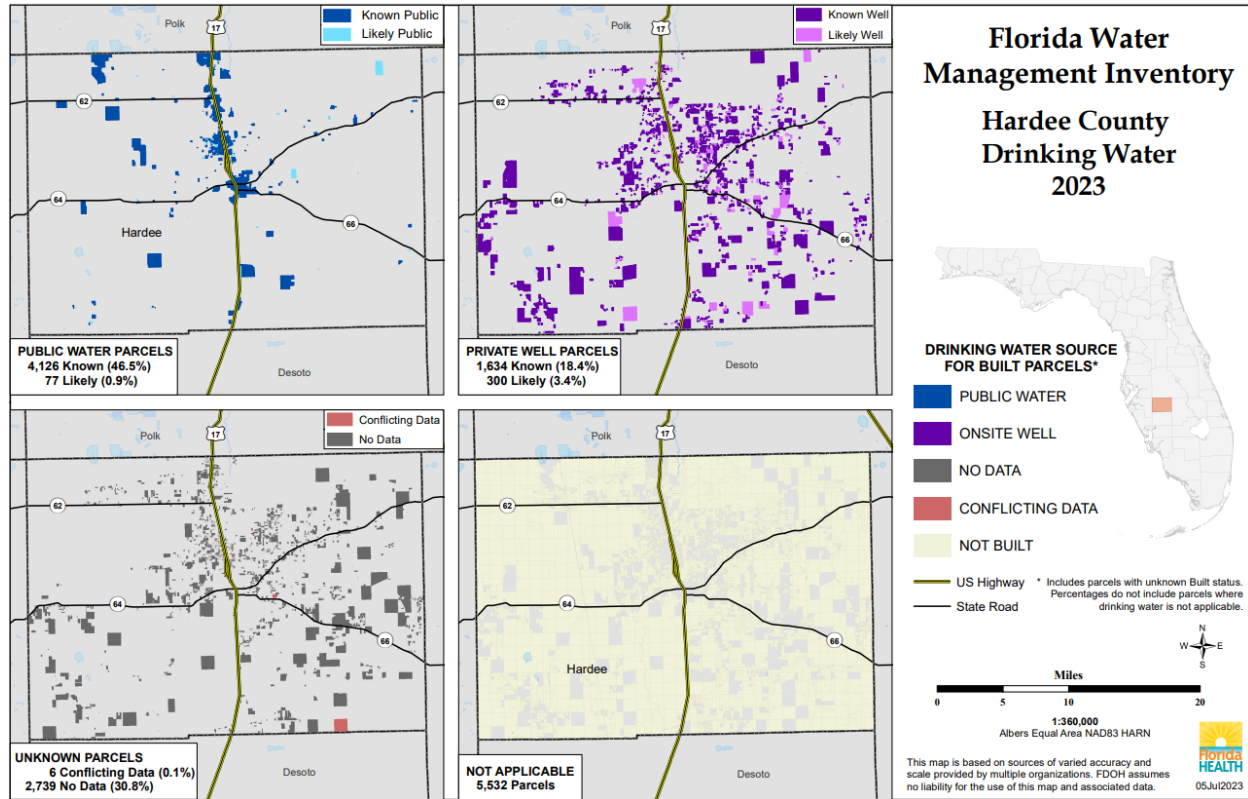 Polk
17
Known Public
Likely Public
62
64
66
Hardee
Desoto
PUBLIC WATER PARCELS
4,126 Known (46.5%)
77 Likely (0.9%)
17
Polk
Known Well
Likely Well
62
64
66
Desoto
PRIVATE WELL PARCELS
1,634 Known (18.4%)
300 Likely (3.4%)
Polk
17
Conflicting Data
No Data
62
64
66
Desoto
UNKNOWN PARCELS
6 Conflicting Data (0.1%)
2,739 No Data (30.8%)
Polk
17
62
64
66
Hardee
Desoto
NOT APPLICABLE
5,532 Parcels
Florida Water
Management Inventory
Hardee County
Drinking Water
2023
DRINKING WATER SOURCE
FOR BUILT PARCELS*
PUBLIC WATER
ONSITE WELL
NO DATA
CONFLICTING DATA
NOT BUILT
US Highway
State Road
* Includes parcels with unknown Built status.
Percentages do not include parcels where
drinking water is not applicable.
N
W E
S
Miles
0 5 10 20
1:360,000
Albers Equal Area NAD83 HARN
This map is based on sources of varied accuracy and
scale provided by multiple organizations. FDOH assumes
no liability for the use of this map and associated data.
Florida
HEALTH
05Jul2023